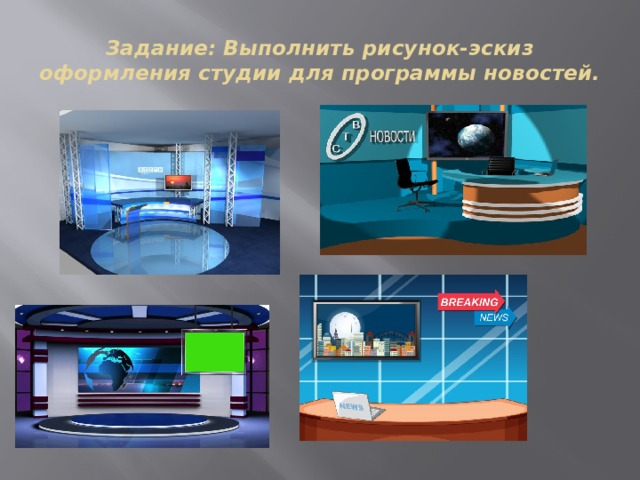 Задание: Выполнить рисунок-эскиз
оформления студии для программы новостей.
С Т В
НОВОСТИ
BREAKING
NEWS
NEWS